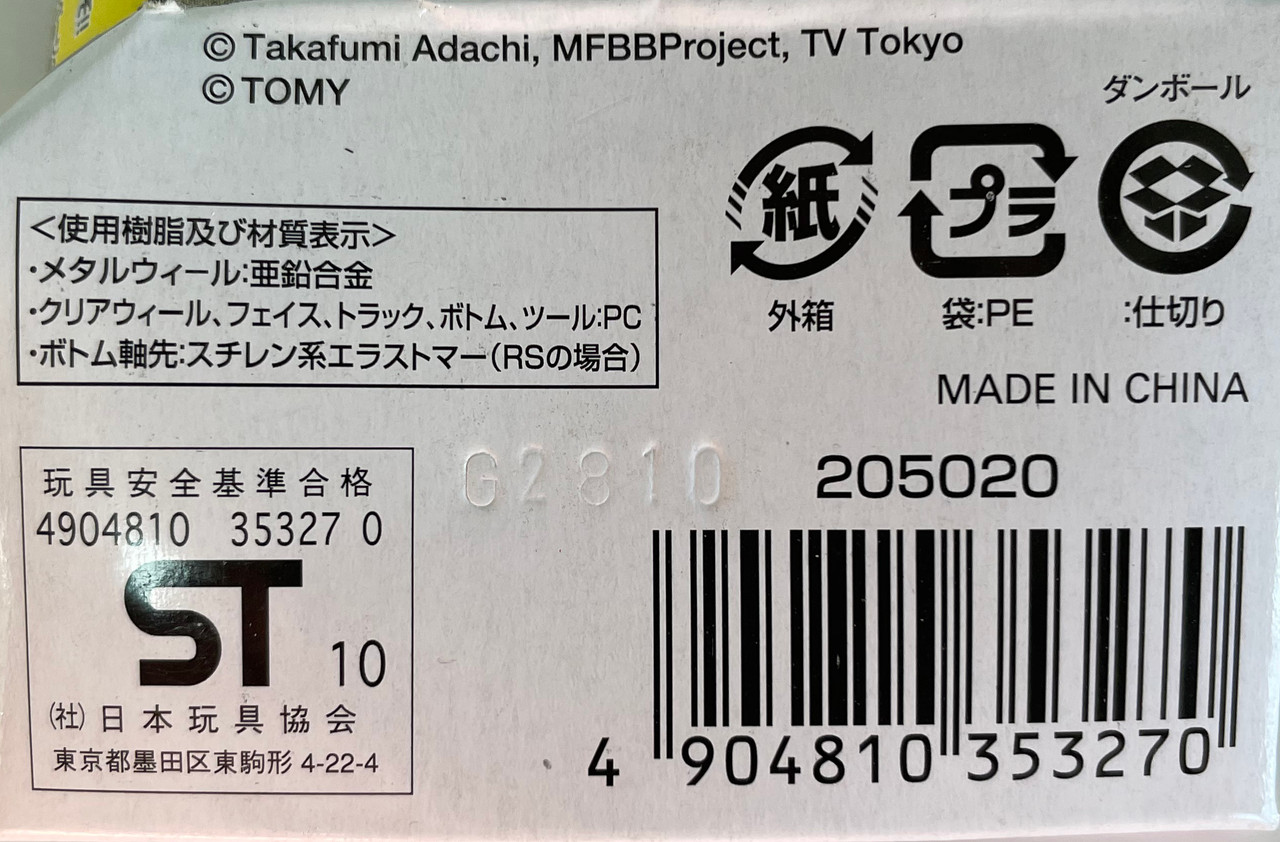 © Takafumi Adachi, MFBBProject, TV Tokyo
© TOMY
ダンボール
紙
プラ
外箱
袋:PE
:仕切り
<使用樹脂及び材質表示>
・メタルウィール:亜鉛合金
・クリアウィール、フェイス、トラック、ボトム、ツール:PC
・ボトム軸先:スチレン系エラストマー(RSの場合)
MADE IN CHINA
玩具安全基準合格
4904810 35327 0
ST 10
(社)日本玩具協会
東京都墨田区東駒形 4-22-4
G2810
205020
4 904810 353270